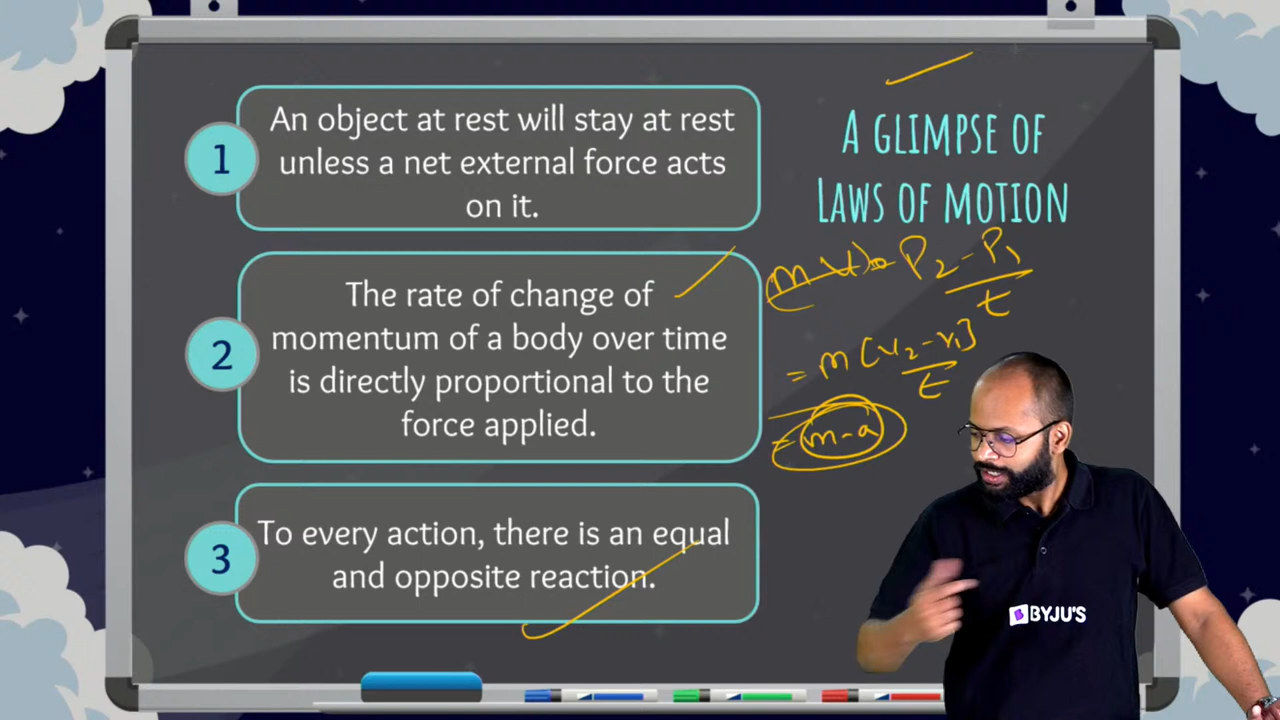 1
An object at rest will stay at rest
unless a net external force acts
on it.
2
The rate of change of
momentum of a body over time
is directly proportional to the
force applied.
3
To every action, there is an equal
and opposite reaction.
A GLIMPSE OF
LAWS OF MOTION
P2 - P1
t
= m [v2 - v1]
t
= m-a
BYJU'S